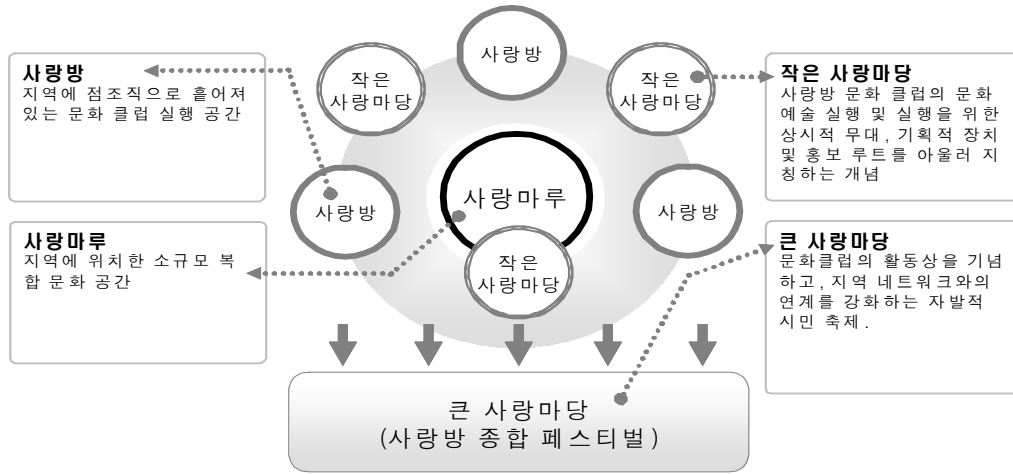 사랑방
지역에 점조직으로 흩어져
있는 문화 클럽 실행 공간
사랑마루
지역에 위치한 소규모 복
합 문화 공간
사랑방
작은
사랑마당
작은
사랑마당
사랑방
사랑마루
사랑방
작은
사랑마당
큰 사랑마당
(사랑방 종합 페스티벌)
작은 사랑마당
사랑방 문화 클럽의 문화
예술 실행 및 실행을 위한
상시적 무대, 기획적 장치
및 홍보 루트를 아울러 지
칭하는 개념
큰 사랑마당
문화클럽의 활동상을 기념
하고, 지역 네트워크와의
연계를 강화하는 자발적
시민 축제.